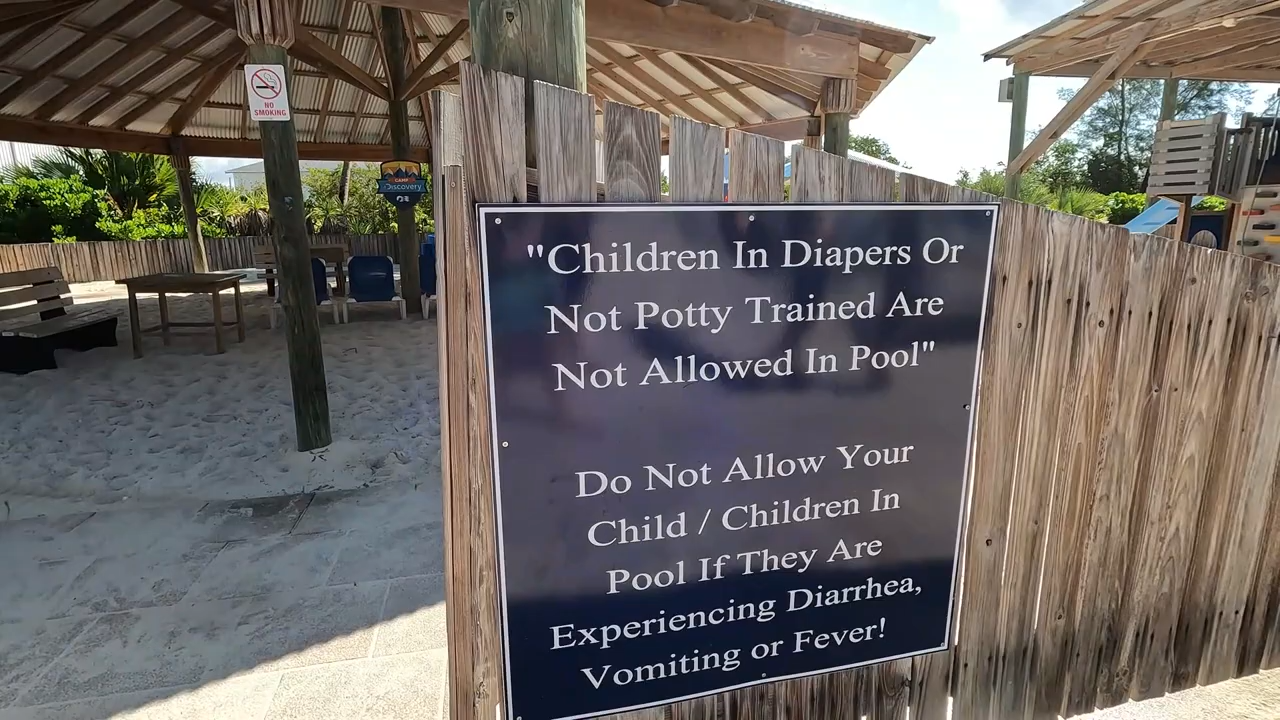 NO
SMOKING
CAMP
Discovery
"Children In Diapers Or
Not Potty Trained Are
Not Allowed In Pool"
Do Not Allow Your
Child / Children In
Pool If They Are
Experiencing Diarrhea,
Vomiting or Fever!